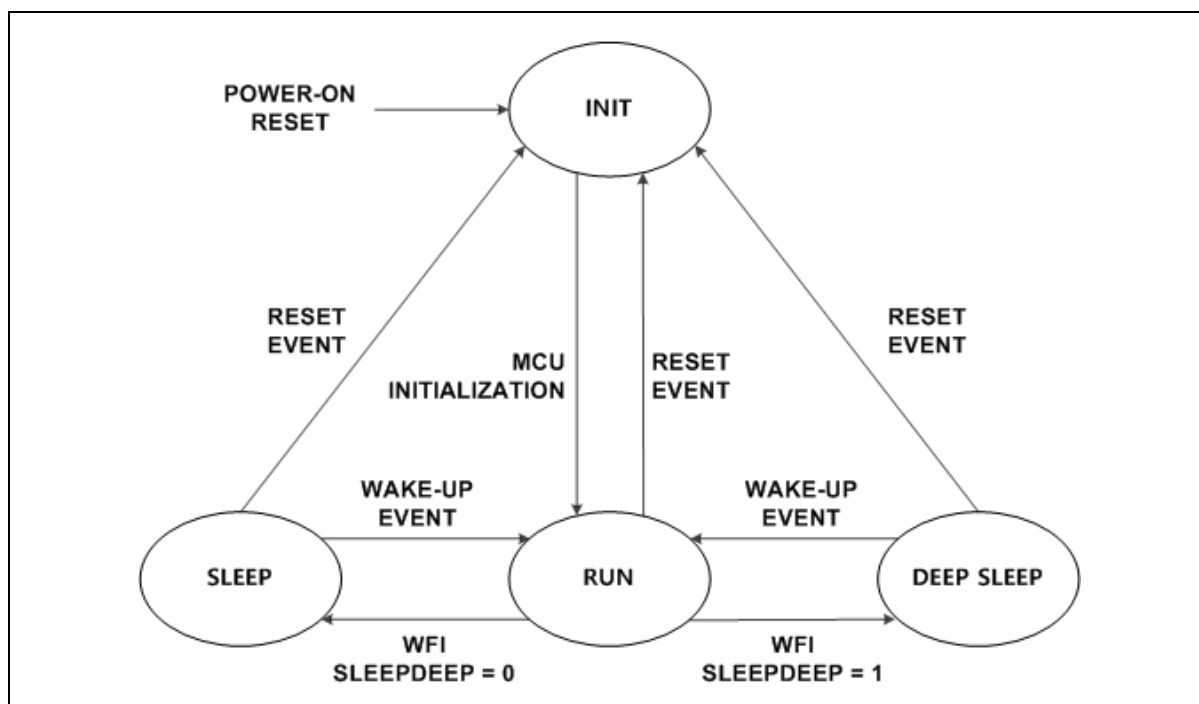 POWER-ON
RESET
INIT
RESET
EVENT
MCU
INITIALIZATION
RESET
EVENT
RESET
EVENT
WAKE-UP
EVENT
WAKE-UP
EVENT
SLEEP
RUN
DEEP SLEEP
WFI
SLEEPDEEP = 0
WFI
SLEEPDEEP = 1